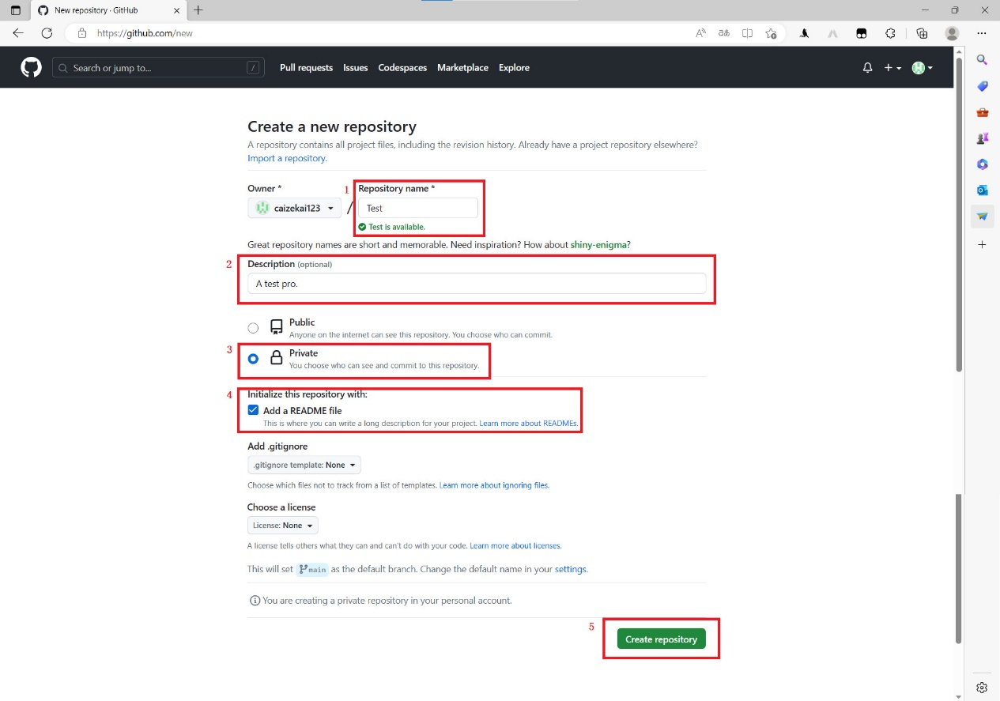 New repository · GitHub
https://github.com/new
Search or jump to...
/
Pull requests Issues Codespaces Marketplace Explore
Create a new repository
A repository contains all project files, including the revision history. Already have a project repository elsewhere?
Import a repository.
Owner *
1
Repository name *
caizekai123
/
Test
Test is available.
Great repository names are short and memorable. Need inspiration? How about shiny-enigma?
2
Description (optional)
A test pro.
Public
Anyone on the internet can see this repository. You choose who can commit.
3
Private
You choose who can see and commit to this repository.
4
Initialize this repository with:
Add a README file
This is where you can write a long description for your project. Learn more about READMEs.
Add .gitignore
.gitignore template: None
Choose which files not to track from a list of templates. Learn more about ignoring files.
Choose a license
License: None
A license tells others what they can and can't do with your code. Learn more about licenses.
This will set main as the default branch. Change the default name in your settings.
You are creating a private repository in your personal account.
5
Create repository